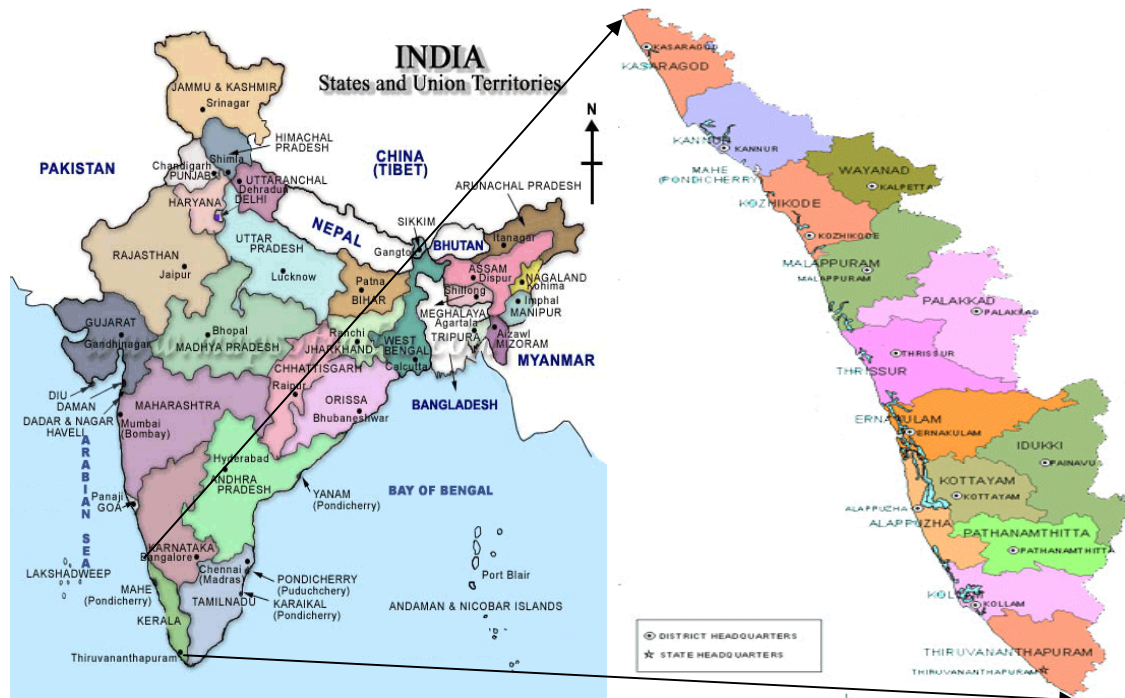 INDIA
States and Union Territories
N
JAMMU & KASHMIR
Srinagar
HIMACHAL
PRADESH
PAKISTAN
CHINA
(TIBET)
Chandigarh
Shimla
PUNJAB
UTTARANCHAL
Dehradun
DELHI
HARYANA
ARUNACHAL PRADESH
SIKKIM
NEPAL
Gangtok
BHUTAN
Itanagar
RAJASTHAN
Jaipur
UTTAR
PRADESH
Lucknow
ASSAM
Dispur
NAGALAND
Kohima
Patna
BIHAR
Shillong
MEGHALAYA
Imphal
MANIPUR
Agartala
TRIPURA
Aizawl
MIZORAM
GUJARAT
Gandhinagar
Bhopal
MADHYA PRADESH
Ranchi
JHARKHAND
WEST
BENGAL
Calcutta
MYANMAR
CHHATTISGARH
Raipur
ORISSA
Bhubaneshwar
BANGLADESH
DIU
DAMAN
DADAR & NAGAR
HAVELI
MAHARASHTRA
Mumbai
(Bombay)
ARABIAN SEA
Hyderabad
ANDHRA
PRADESH
YANAM
(Pondicherry)
BAY OF BENGAL
Panaji
GOA
KARNATAKA
Bangalore
LAKSHADWEEP
Chennai
(Madras)
PONDICHERRY
(Puduchchery)
Port Blair
MAHE
(Pondicherry)
TAMILNADU
KARAIKAL
(Pondicherry)
ANDAMAN & NICOBAR ISLANDS
KERALA
Thiruvananthapuram
KASARAGOD
KASARAGOD
KANNUR
KANNUR
MAHE
(PONDICHERRY)
WAYANAD
KALPETTA
KOZHIKODE
KOZHIKODE
MALAPPURAM
MALAPPURAM
PALAKKAD
PALAKKAD
THRISSUR
THRISSUR
ERNAKULAM
ERNAKULAM
IDUKKI
PAINAVU
KOTTAYAM
KOTTAYAM
ALAPPUZHA
ALAPPUZHA
PATHANAMTHITTA
PATHANAMTHITTA
KOLLAM
KOLLAM
THIRUVANANTHAPURAM
THIRUVANANTHAPURAM
DISTRICT HEADQUARTERS
STATE HEADQUARTERS